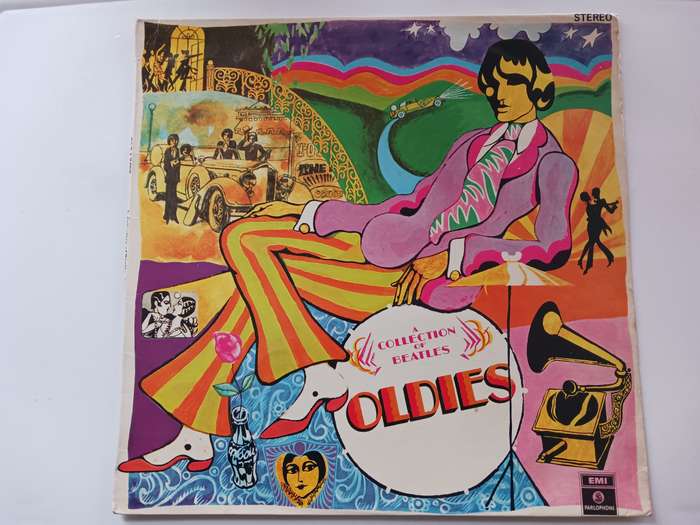 STEREO
A
COLLECTION
OF
BEATLES
OLDIES
EMI
PARLOPHONE